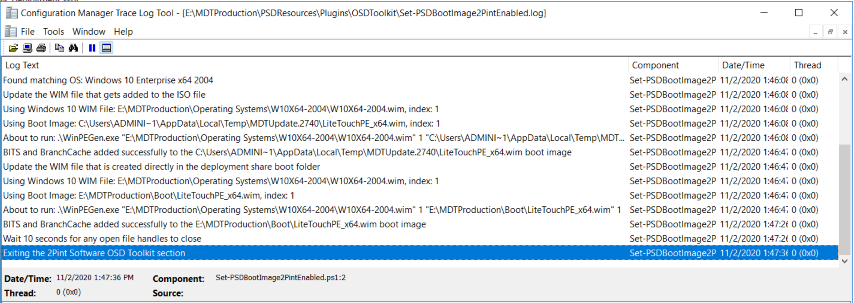 Configuration Manager Trace Log Tool - [E:\MDTProduction\PSDResources\Plugins\OSDToolkit\Set-PSDBootImage2PintEnabled.log]
File Tools Window Help
Log Text Component Date/Time Thread
Found matching OS: Windows 10 Enterprise x64 2004 Set-PSDBootImage2P 11/2/2020 1:46:08 0 (0x0)
Update the WIM file that gets added to the ISO file Set-PSDBootImage2P 11/2/2020 1:46:08 0 (0x0)
Using Windows 10 WIM File: E:\MDTProduction\Operating Systems\W10X64-2004\W10X64-2004.wim, index: 1 Set-PSDBootImage2P 11/2/2020 1:46:08 0 (0x0)
Using Boot Image: C:\Users\ADMINI~1\AppData\Local\Temp\MDTUpdate.2740\LiteTouchPE_x64.wim, index: 1 Set-PSDBootImage2P 11/2/2020 1:46:08 0 (0x0)
About to run: .\WinPEGen.exe "E:\MDTProduction\Operating Systems\W10X64-2004\W10X64-2004.wim" 1 "C:\Users\ADMINI~1\AppData\Local\Temp\MDT... Set-PSDBootImage2P 11/2/2020 1:46:08 0 (0x0)
BITS and BranchCache added successfully to the C:\Users\ADMINI~1\AppData\Local\Temp\MDTUpdate.2740\LiteTouchPE_x64.wim boot image Set-PSDBootImage2P 11/2/2020 1:46:47 0 (0x0)
Update the WIM file that is created directly in the deployment share boot folder Set-PSDBootImage2P 11/2/2020 1:46:47 0 (0x0)
Using Windows 10 WIM File: E:\MDTProduction\Operating Systems\W10X64-2004\W10X64-2004.wim, index: 1 Set-PSDBootImage2P 11/2/2020 1:46:47 0 (0x0)
Using Boot Image: E:\MDTProduction\Boot\LiteTouchPE_x64.wim, index: 1 Set-PSDBootImage2P 11/2/2020 1:46:47 0 (0x0)
About to run: .\WinPEGen.exe "E:\MDTProduction\Operating Systems\W10X64-2004\W10X64-2004.wim" 1 "E:\MDTProduction\Boot\LiteTouchPE_x64.wim" 1 Set-PSDBootImage2P 11/2/2020 1:46:47 0 (0x0)
BITS and BranchCache added successfully to the E:\MDTProduction\Boot\LiteTouchPE_x64.wim boot image Set-PSDBootImage2P 11/2/2020 1:47:26 0 (0x0)
Wait 10 seconds for any open file handles to close Set-PSDBootImage2P 11/2/2020 1:47:26 0 (0x0)
Exiting the 2Pint Software OSD Toolkit section Set-PSDBootImage2P 11/2/2020 1:47:36 0 (0x0)
Date/Time: 11/2/2020 1:47:36 PM Component: Set-PSDBootImage2PintEnabled.ps1:2
Thread: 0 (0x0) Source: